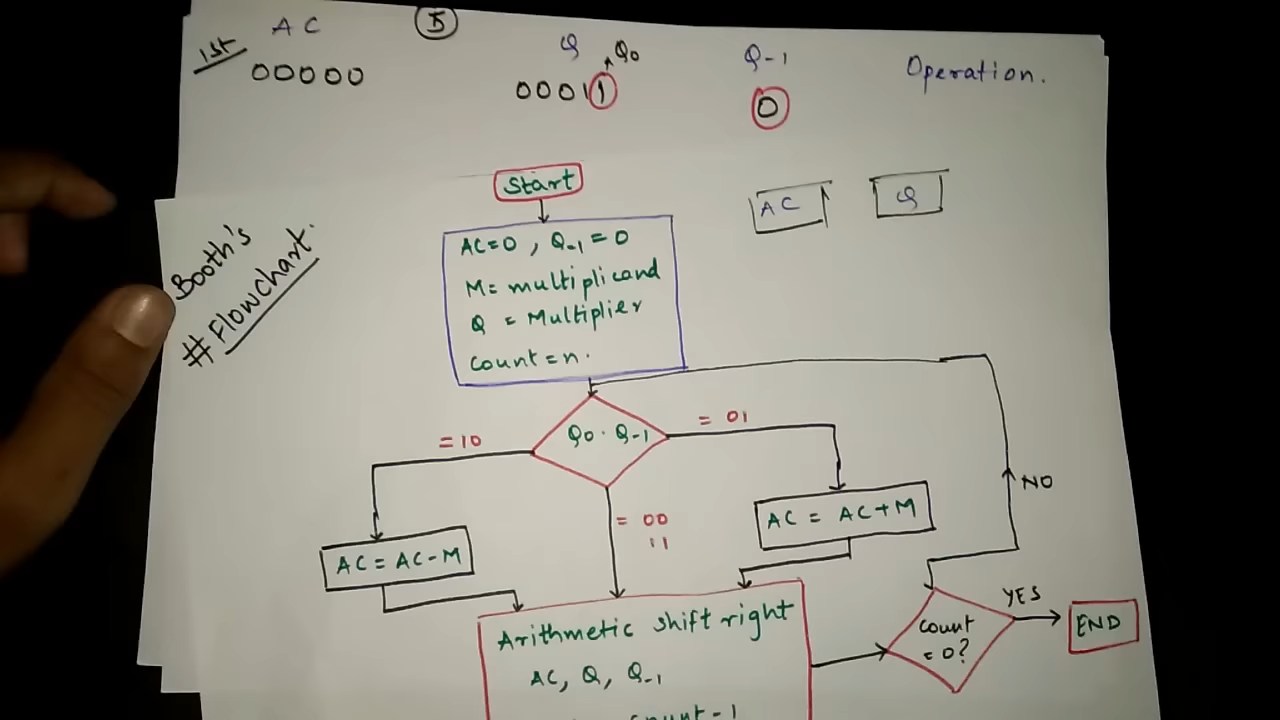 1st AC 5 Q Q0 Q-1 Operation.
00000 00011 0
Start
AC Q
Booth's
# Flowchart.
AC=0, Q-1=0
M= multiplicand
Q = Multiplier
count=n.
Q0. Q-1
=10
= 01
= 00
11
AC = AC-M
AC = AC+M
NO
Arithmetic shift right
AC, Q, Q-1
count-1
count
=0?
YES
END